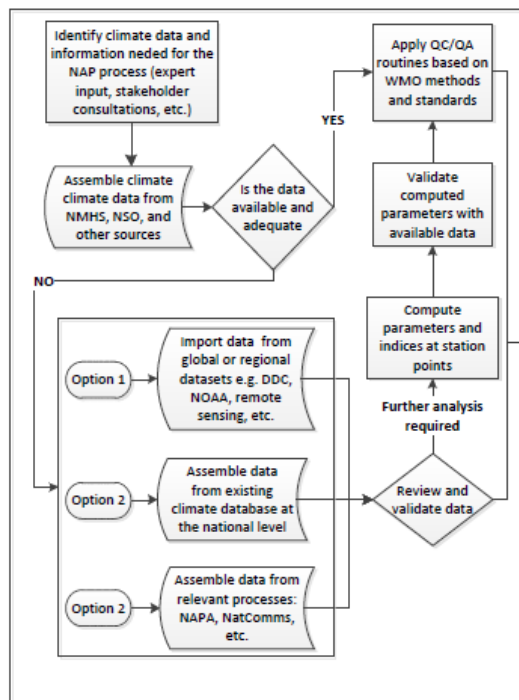 Identify climate data and
information neded for the
NAP process (expert
input, stakeholder
consultations, etc.)
Assemble climate
climate data from
NMHS, NSO, and
other sources
Is the data
available and
adequate
YES
NO
Apply QC/QA
routines based on
WMO methods
and standards
Validate
computed
parameters with
available data
Compute
parameters and
indices at station
points
Further analysis
required
Review and
validate data
Option 1
Import data from
global or regional
datasets e.g. DDC,
NOAA, remote
sensing, etc.
Option 2
Assemble data
from existing
climate database at
the national level
Option 2
Assemble data from
relevant processes:
NAPA, NatComms,
etc.